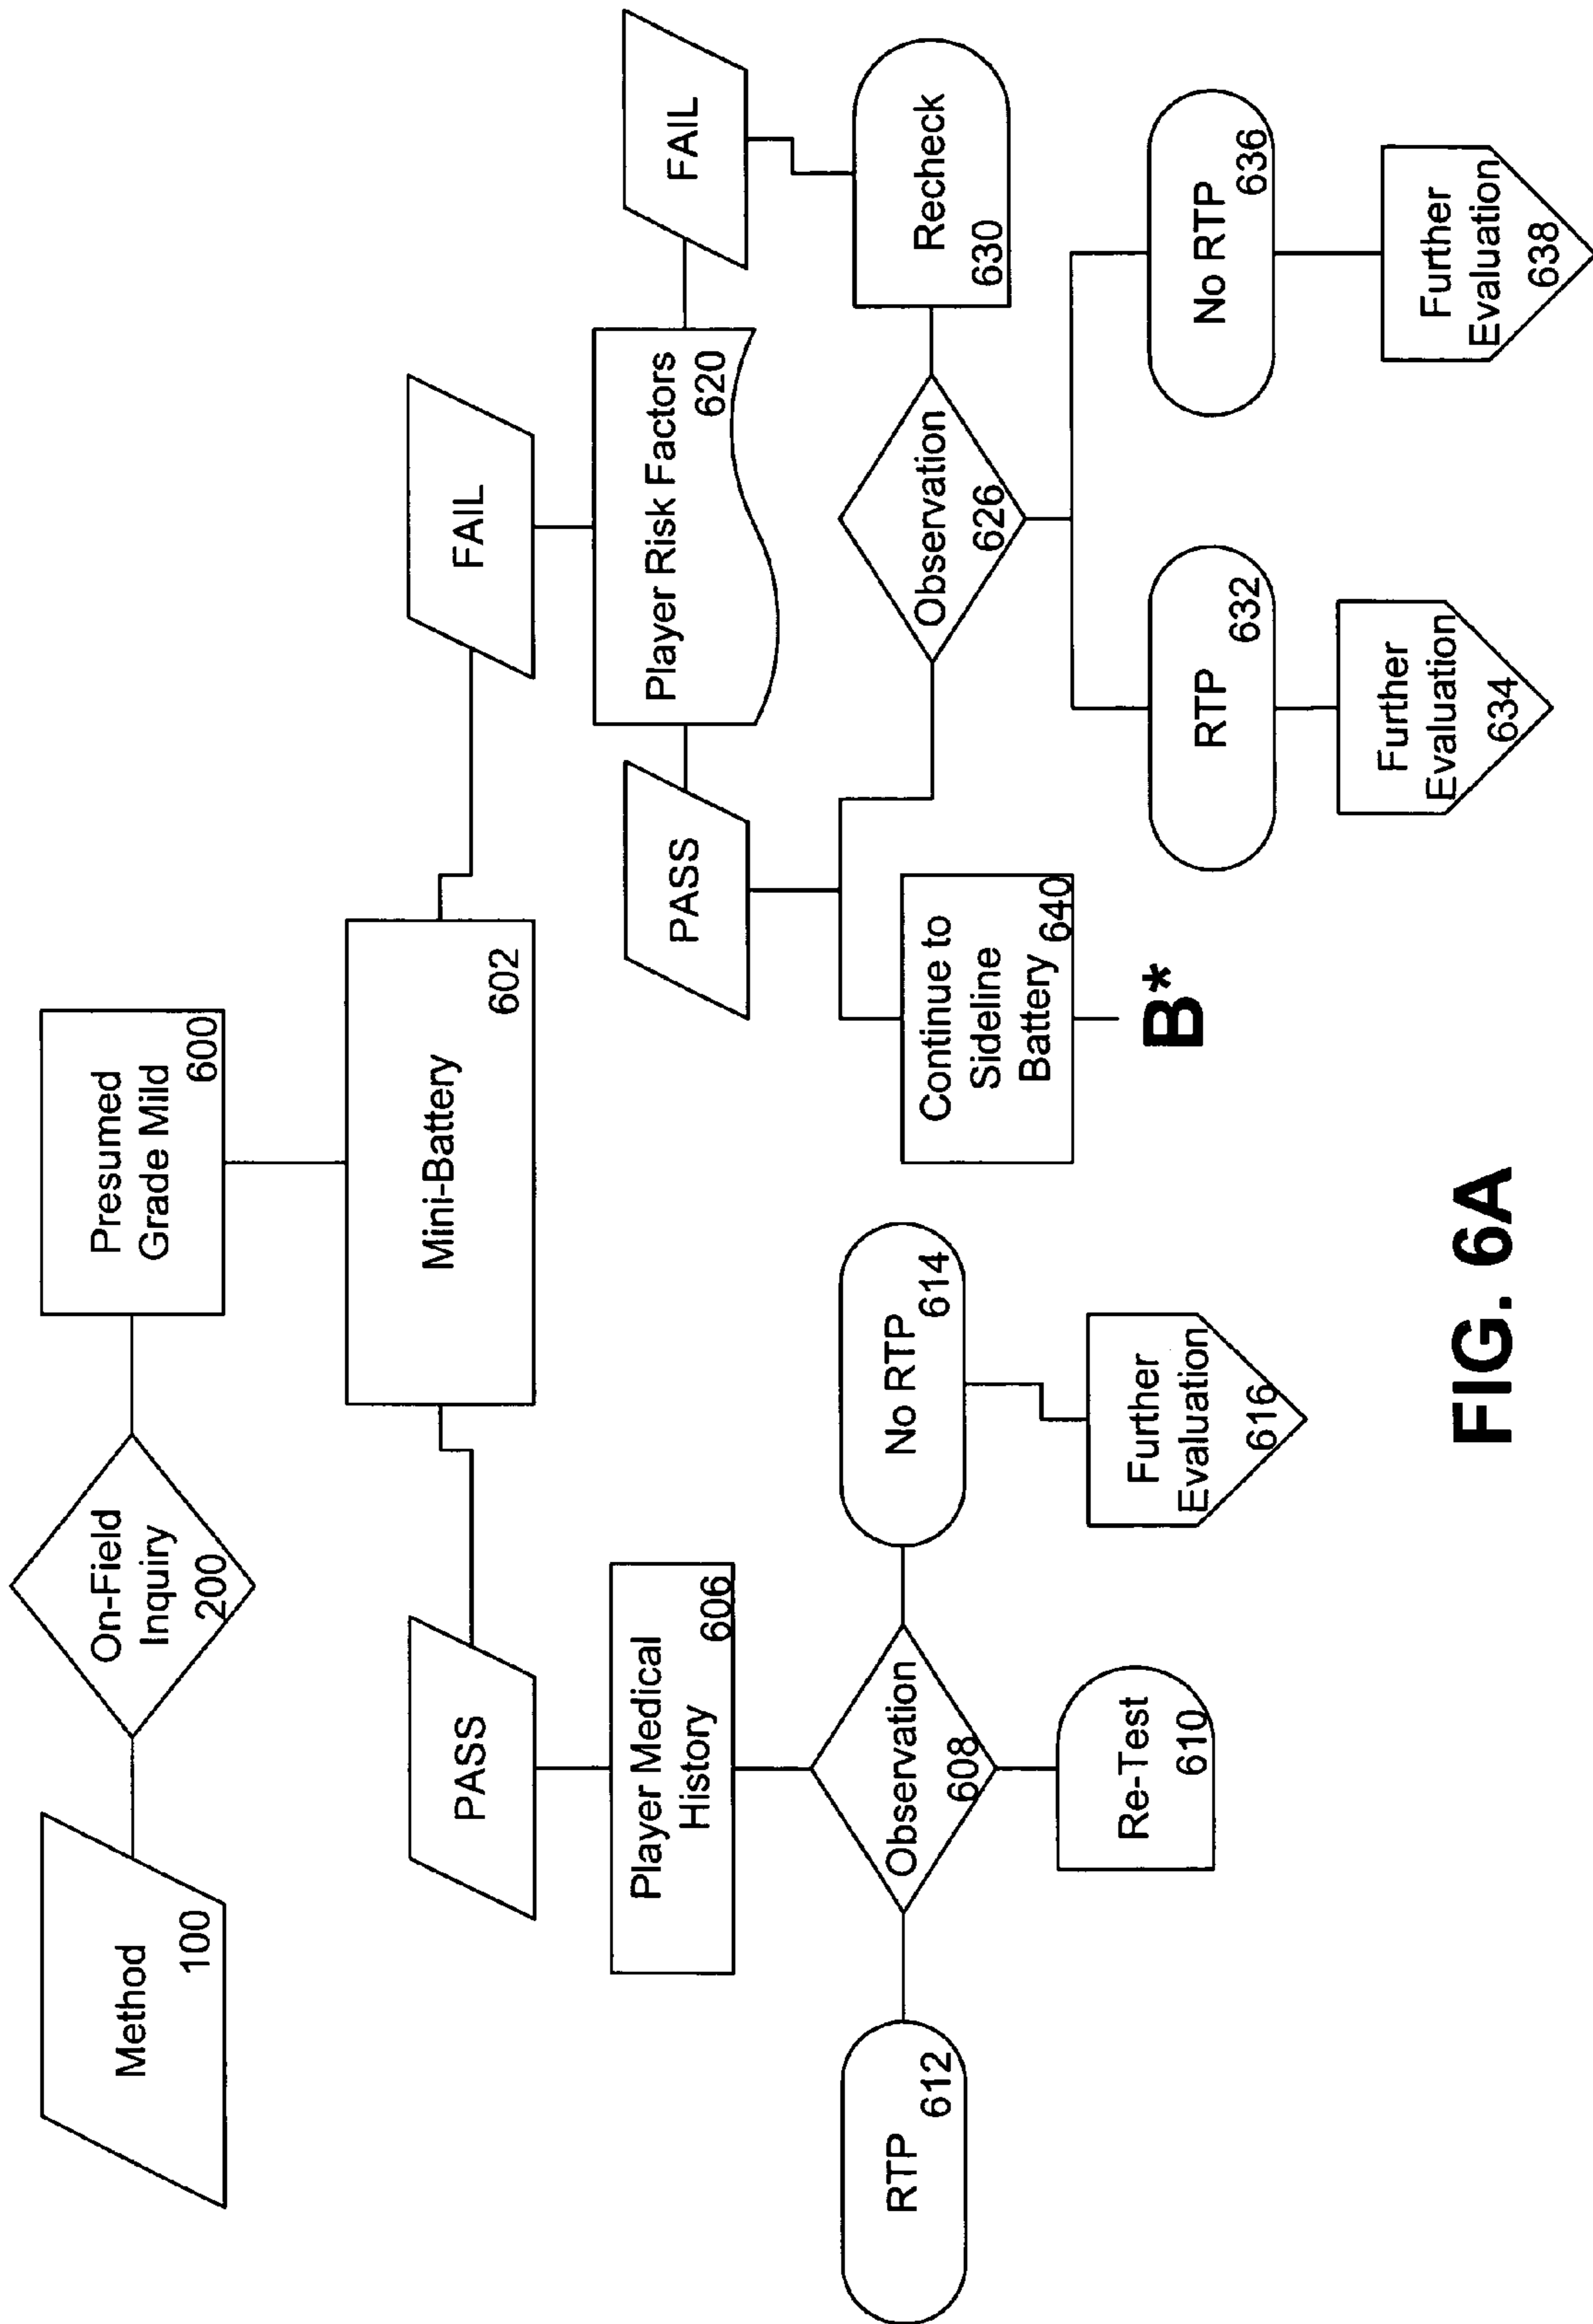 Method
100
On-Field
Inquiry
200
Presumed
Grade Mild
600
Mini-Battery
602
PASS
Player Medical
History
606
Observation
608
RTP
612
Re-Test
610
No RTP
614
Further
Evaluation
616
FAIL
Player Risk Factors
620
PASS
FAIL
Continue to
Sideline
Battery
640
B*
Observation
626
Recheck
630
RTP
632
Further
Evaluation
634
No RTP
636
Further
Evaluation
638
FIG. 6A